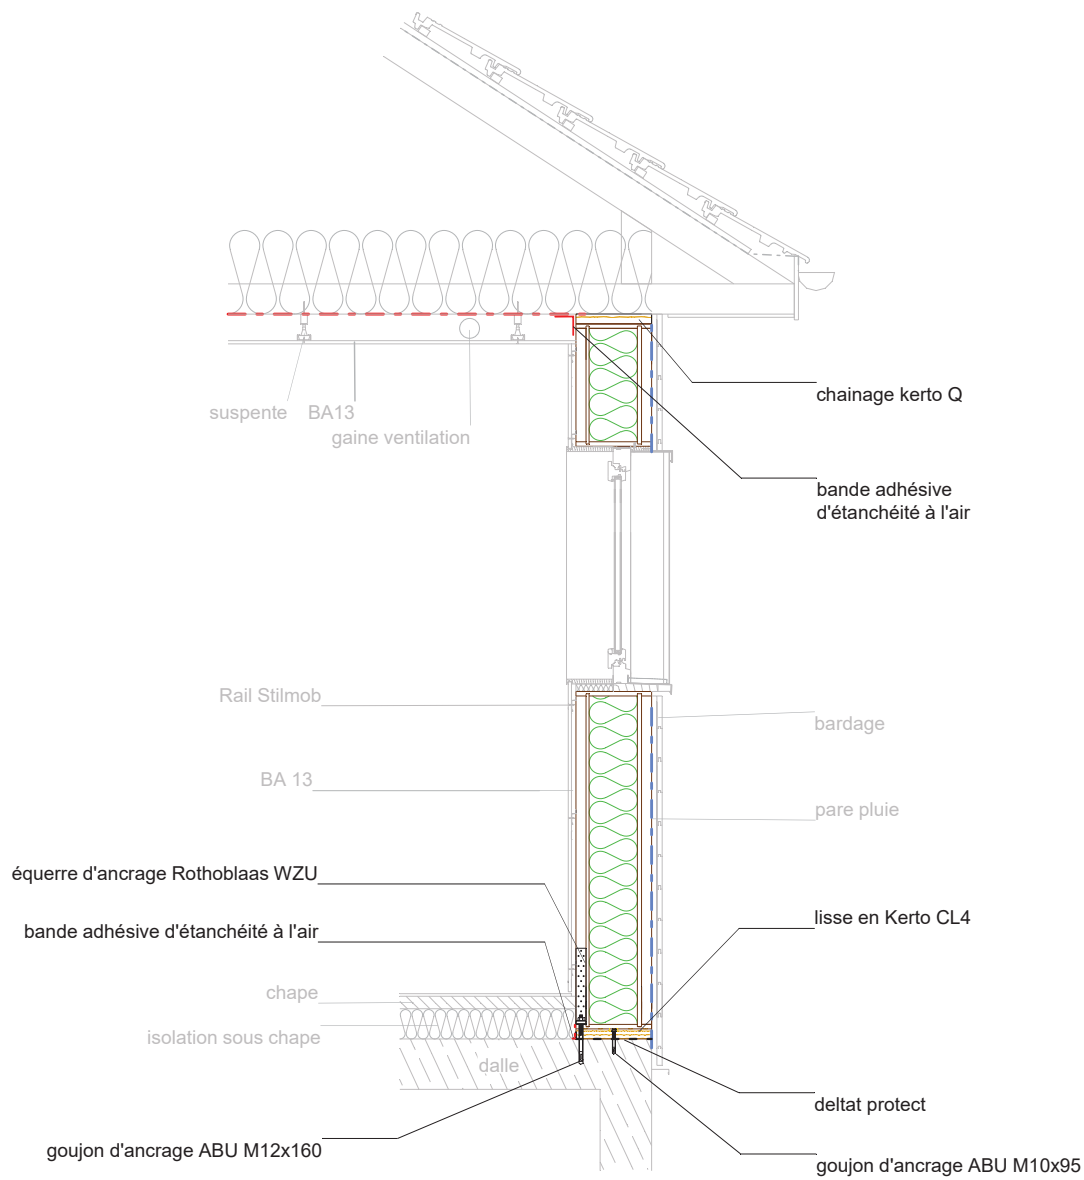 chainage kerto Q
suspente
BA13
gaine ventilation
bande adhésive
d'étanchéité à l'air
Rail Stilmob
bardage
BA 13
pare pluie
équerre d'ancrage Rothoblaas WZU
lisse en Kerto CL4
bande adhésive d'étanchéité à l'air
chape
isolation sous chape
dalle
deltat protect
goujon d'ancrage ABU M12x160
goujon d'ancrage ABU M10x95